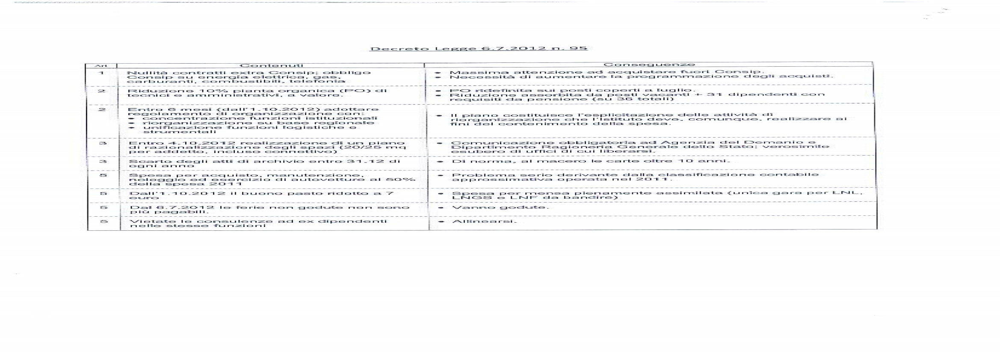 Decreto Legge 6.7.2012 n. 95
Art
Contenuti
Conseguenze
1
Nullità contratti extra Consip; obbligo
Consip su energia elettrica, gas,
carburanti, combustibili, telefonia
• Massima attenzione ad acquistare fuori Consip.
• Necessità di aumentare la programmazione degli acquisti.
2
Riduzione 10% pianta organica (PO) di
tecnici e amministrativi, a valore.
• PO ridefinita sui posti coperti a luglio.
• Riduzione assorbita da posti vacanti + 31 dipendenti con
requisiti da pensione (su 36 totali)
2
Entro 6 mesi (dall'1.10.2012) adottare
regolamento di organizzazione con:
• concentrazione funzioni istituzionali
• riorganizzazione su base regionale
• unificazione funzioni logistiche e
strumentali
• Il piano costituisce l'esplicitazione delle attività di
riorganizzazione che l'Istituto deve, comunque, realizzare ai
fini del contenimento della spesa.
3
Entro 4.10.2012 realizzazione di un piano
di razionalizzazione degli spazi (20/25 mq
per addetto, incluso connettivo)
• Comunicazione obbligatoria ad Agenzia del Demanio e
Dipartimento Ragioneria Generale dello Stato; verosimile
esubero di uffici di cui liberarsi.
3
Scarto degli atti di archivio entro 31.12 di
ogni anno
• Di norma, al macero le carte oltre 10 anni.
5
Spesa per acquisto, manutenzione,
noleggio ed esercizio di autovetture al 50%
della spesa 2011
• Problema serio derivante dalla classificazione contabile
approssimativa operata nel 2011.
5
Dall'1.10.2012 il buono pasto ridotto a 7
euro
• Spesa per mensa pienamente assimilata (unica gara per LNL,
LNGS e LNF da bandire)
5
Dal 6.7.2012 le ferie non godute non sono
più pagabili.
• Vanno godute.
5
Vietate le consulenze ad ex dipendenti
nelle stesse funzioni
• Allinearsi.